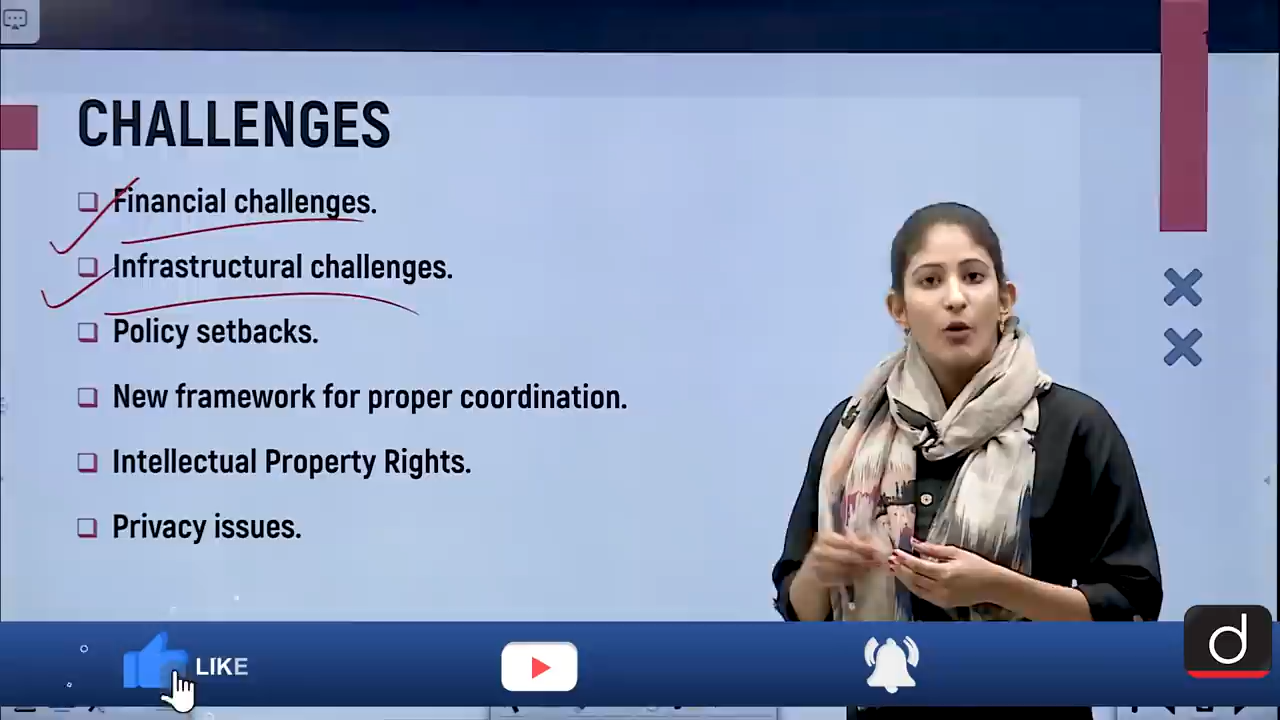 CHALLENGES
Financial challenges.
Infrastructural challenges.
Policy setbacks.
New framework for proper coordination.
Intellectual Property Rights.
Privacy issues.
LIKE
d